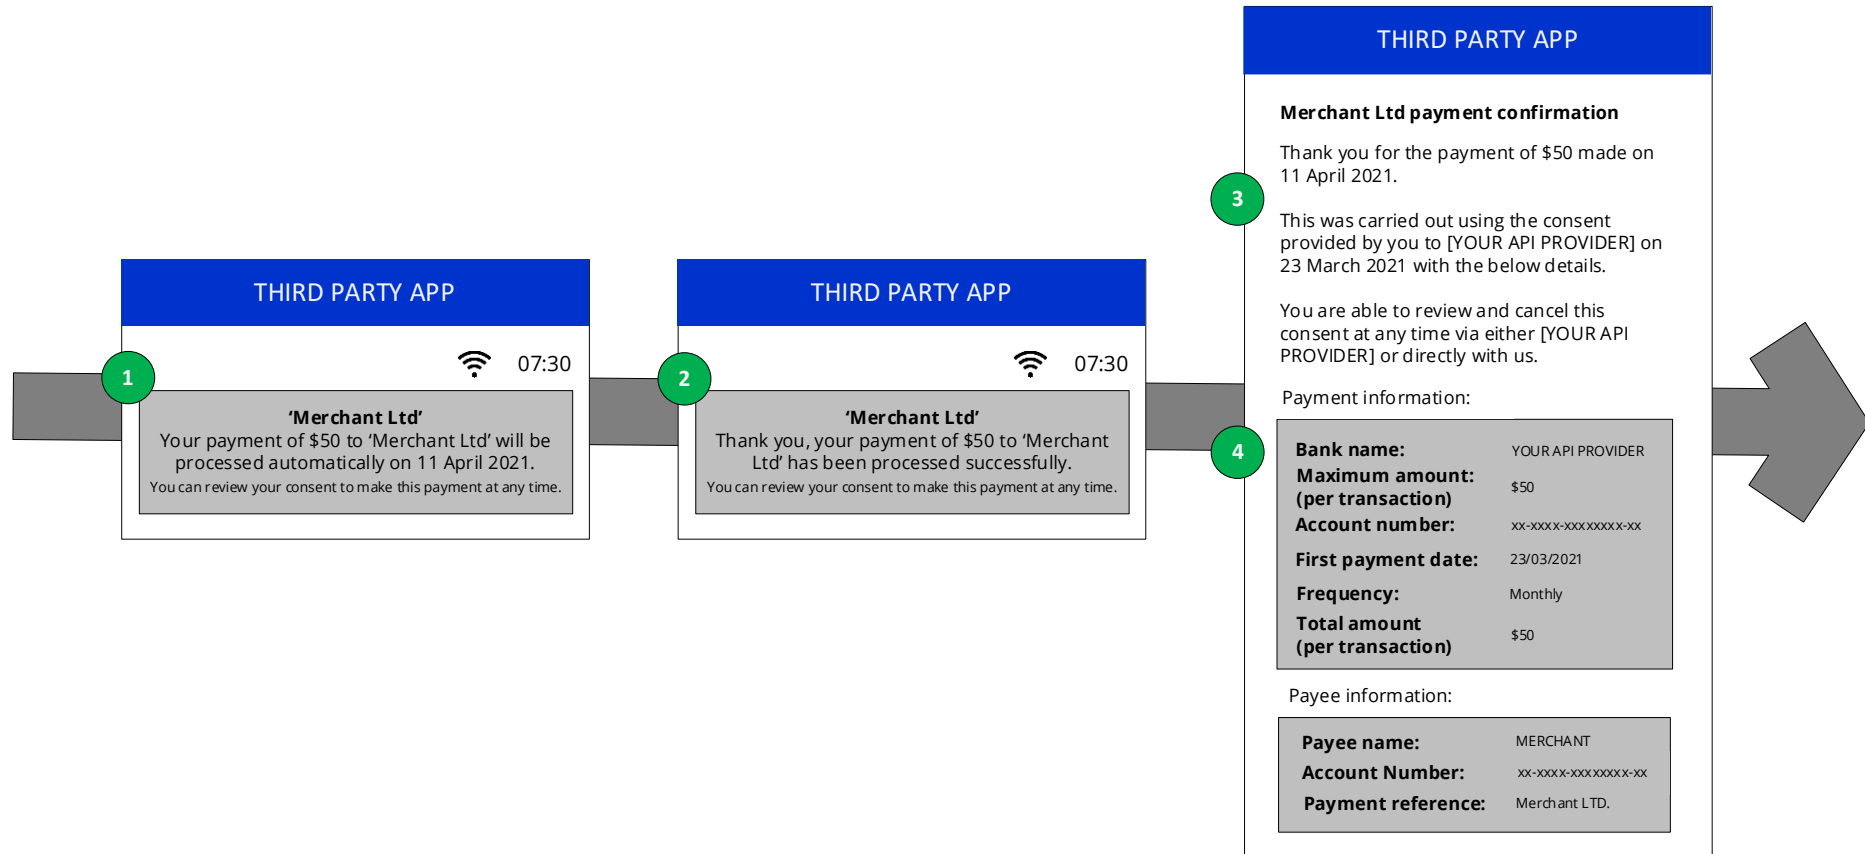 THIRD PARTY APP
1
07:30
‘Merchant Ltd’
Your payment of $50 to ‘Merchant Ltd’ will be
processed automatically on 11 April 2021.
You can review your consent to make this payment at any time.
THIRD PARTY APP
2
07:30
‘Merchant Ltd’
Thank you, your payment of $50 to ‘Merchant
Ltd’ has been processed successfully.
You can review your consent to make this payment at any time.
THIRD PARTY APP
Merchant Ltd payment confirmation
Thank you for the payment of $50 made on
11 April 2021.
3
This was carried out using the consent
provided by you to [YOUR API PROVIDER] on
23 March 2021 with the below details.
You are able to review and cancel this
consent at any time via either [YOUR API
PROVIDER] or directly with us.
Payment information:
4
Bank name: YOUR API PROVIDER
Maximum amount:
(per transaction) $50
Account number: xx-xxxx-xxxxxxxx-xx
First payment date: 23/03/2021
Frequency: Monthly
Total amount
(per transaction) $50
Payee information:
Payee name: MERCHANT
Account Number: xx-xxxx-xxxxxxxx-xx
Payment reference: Merchant LTD.